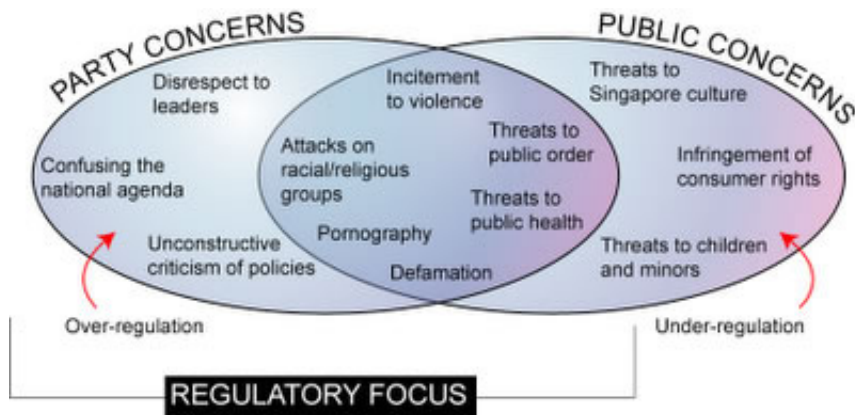 PARTY CONCERNS
PUBLIC CONCERNS
Disrespect to
leaders
Confusing the
national agenda
Unconstructive
criticism of policies
Incitement
to violence
Attacks on
racial/religious
groups
Threats to
public order
Threats to
public health
Pornography
Defamation
Threats to
Singapore culture
Infringement of
consumer rights
Threats to children
and minors
Over-regulation
Under-regulation
REGULATORY FOCUS